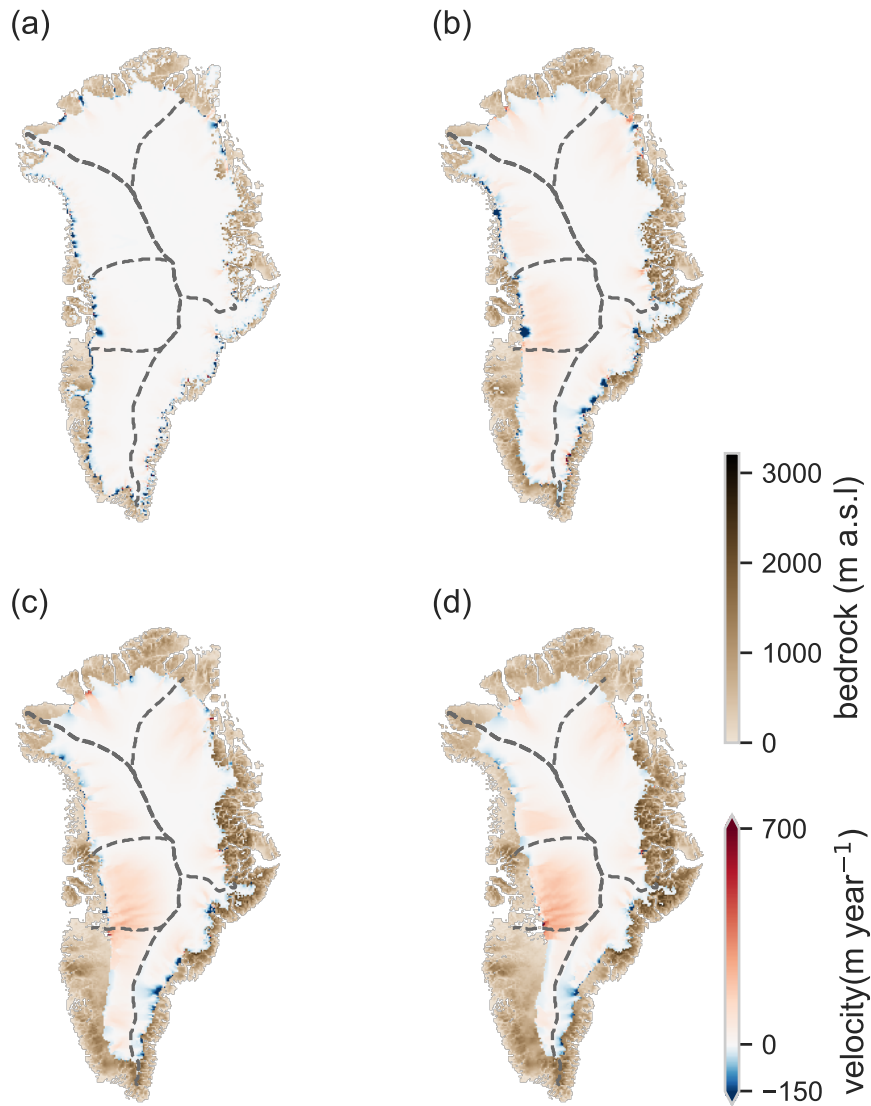 (a)
(b)
3000
2000
1000
0
bedrock (m a.s.l)
(c)
(d)
700
0
−150
velocity(m year⁻¹)